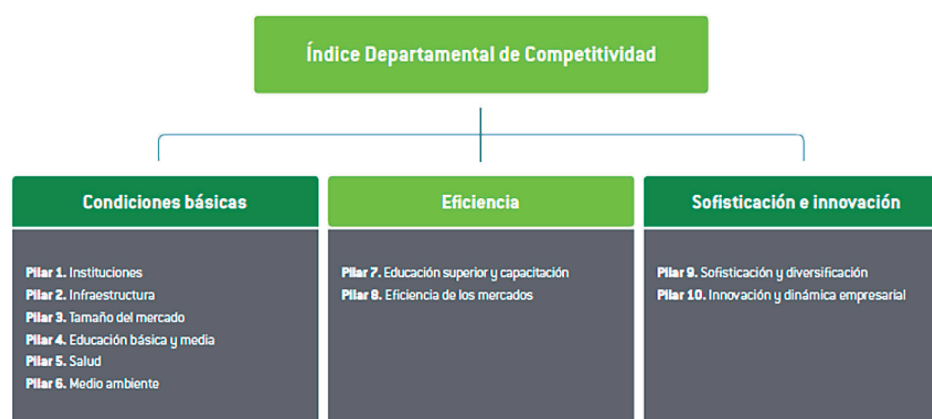 Índice Departamental de Competitividad
Condiciones básicas
Pilar 1. Instituciones
Pilar 2. Infraestructura
Pilar 3. Tamaño del mercado
Pilar 4. Educación básica y media
Pilar 5. Salud
Pilar 6. Medio ambiente
Eficiencia
Pilar 7. Educación superior y capacitación
Pilar 8. Eficiencia de los mercados
Sofisticación e innovación
Pilar 9. Sofisticación y diversificación
Pilar 10. Innovación y dinámica empresarial